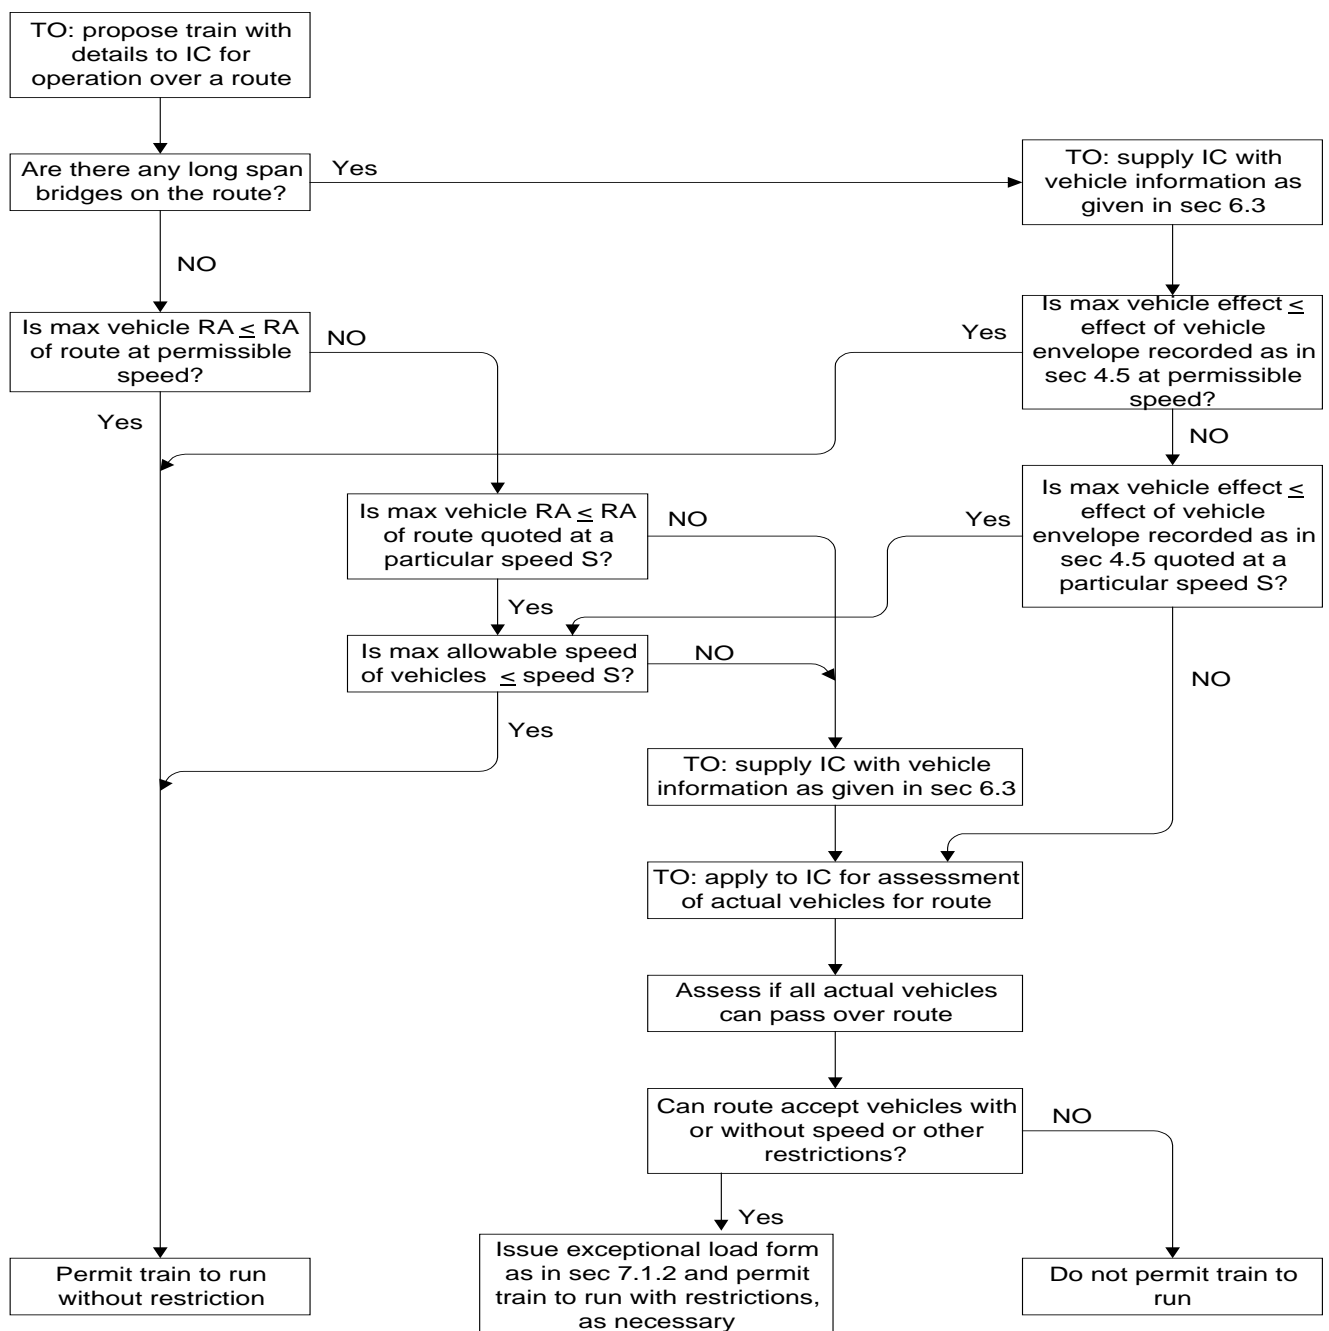 TO: propose train with
details to IC for
operation over a route
Are there any long span
bridges on the route?
Yes
TO: supply IC with
vehicle information as
given in sec 6.3
NO
Is max vehicle RA ≤ RA
of route at permissible
speed?
NO
Yes
Is max vehicle effect ≤
effect of vehicle
envelope recorded as in
sec 4.5 at permissible
speed?
Yes
NO
Is max vehicle RA ≤ RA
of route quoted at a
particular speed S?
NO
Yes
Is max vehicle effect ≤
effect of vehicle
envelope recorded as in
sec 4.5 quoted at a
particular speed S?
Yes
Is max allowable speed
of vehicles ≤ speed S?
NO
NO
Yes
TO: supply IC with vehicle
information as given in sec 6.3
TO: apply to IC for assessment
of actual vehicles for route
Assess if all actual vehicles
can pass over route
Can route accept vehicles with
or without speed or other
restrictions?
NO
Yes
Permit train to run
without restriction
Issue exceptional load form
as in sec 7.1.2 and permit
train to run with restrictions,
as necessary
Do not permit train to
run